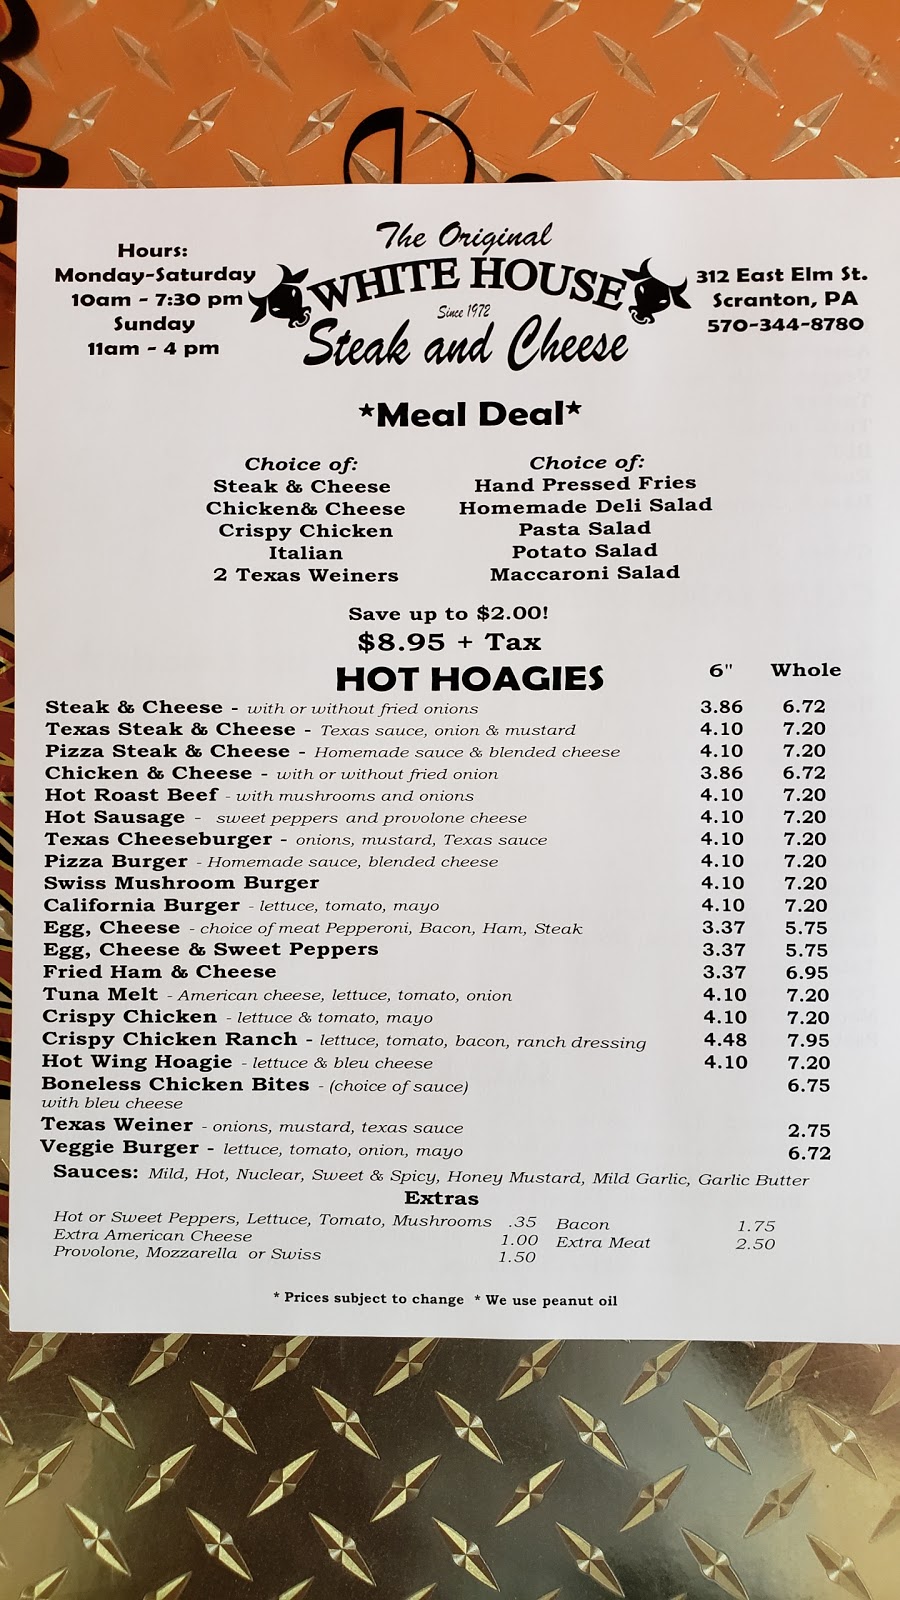 Hours:
Monday-Saturday
10am - 7:30 pm
Sunday
11am - 4 pm
The Original
WHITE HOUSE
Since 1972
Steak and Cheese
312 East Elm St.
Scranton, PA
570-344-8780
*Meal Deal*
Choice of:
Steak & Cheese
Chicken& Cheese
Crispy Chicken
Italian
2 Texas Weiners
Choice of:
Hand Pressed Fries
Homemade Deli Salad
Pasta Salad
Potato Salad
Maccaroni Salad
Save up to $2.00!
$8.95 + Tax
HOT HOAGIES 6" Whole
Steak & Cheese - with or without fried onions 3.86 6.72
Texas Steak & Cheese - Texas sauce, onion & mustard 4.10 7.20
Pizza Steak & Cheese - Homemade sauce & blended cheese 4.10 7.20
Chicken & Cheese - with or without fried onion 3.86 6.72
Hot Roast Beef - with mushrooms and onions 4.10 7.20
Hot Sausage - sweet peppers and provolone cheese 4.10 7.20
Texas Cheeseburger - onions, mustard, Texas sauce 4.10 7.20
Pizza Burger - Homemade sauce, blended cheese 4.10 7.20
Swiss Mushroom Burger 4.10 7.20
California Burger - lettuce, tomato, mayo 4.10 7.20
Egg, Cheese - choice of meat Pepperoni, Bacon, Ham, Steak 3.37 5.75
Egg, Cheese & Sweet Peppers 3.37 5.75
Fried Ham & Cheese 3.37 6.95
Tuna Melt - American cheese, lettuce, tomato, onion 4.10 7.20
Crispy Chicken - lettuce & tomato, mayo 4.10 7.20
Crispy Chicken Ranch - lettuce, tomato, bacon, ranch dressing 4.48 7.95
Hot Wing Hoagie - lettuce & bleu cheese 4.10 7.20
Boneless Chicken Bites - (choice of sauce) 6.75
with bleu cheese
Texas Weiner - onions, mustard, texas sauce 2.75
Veggie Burger - lettuce, tomato, onion, mayo 6.72
Sauces: Mild, Hot, Nuclear, Sweet & Spicy, Honey Mustard, Mild Garlic, Garlic Butter
Extras
Hot or Sweet Peppers, Lettuce, Tomato, Mushrooms .35 Bacon 1.75
Extra American Cheese 1.00 Extra Meat 2.50
Provolone, Mozzarella or Swiss 1.50
* Prices subject to change * We use peanut oil